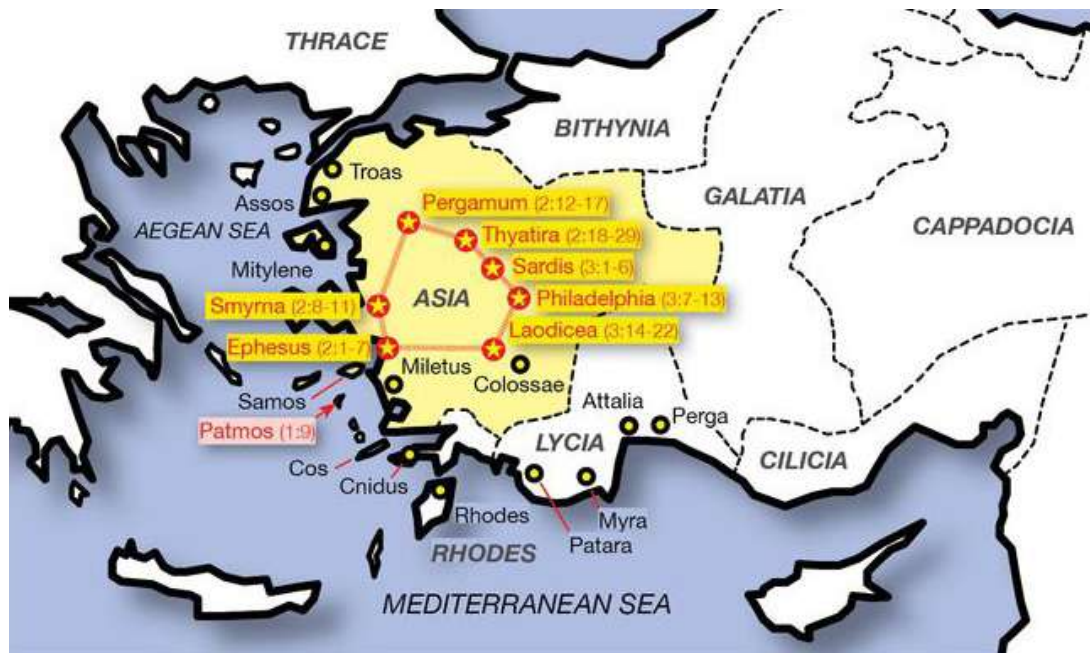 THRACE
BITHYNIA
GALATIA
CAPPADOCIA
Troas
Assos
AEGEAN SEA
Mitylene
Pergamum (2:12-17)
Thyatira (2:18-29)
Sardis (3:1-6)
Smyrna (2:8-11)
ASIA
Philadelphia (3:7-13)
Ephesus (2:1-7)
Laodicea (3:14-22)
Miletus
Colossae
Samos
Patmos (1:9)
Attalia
Perga
LYCIA
CILICIA
Cos
Cnidus
Rhodes
Myra
Patara
RHODES
MEDITERRANEAN SEA